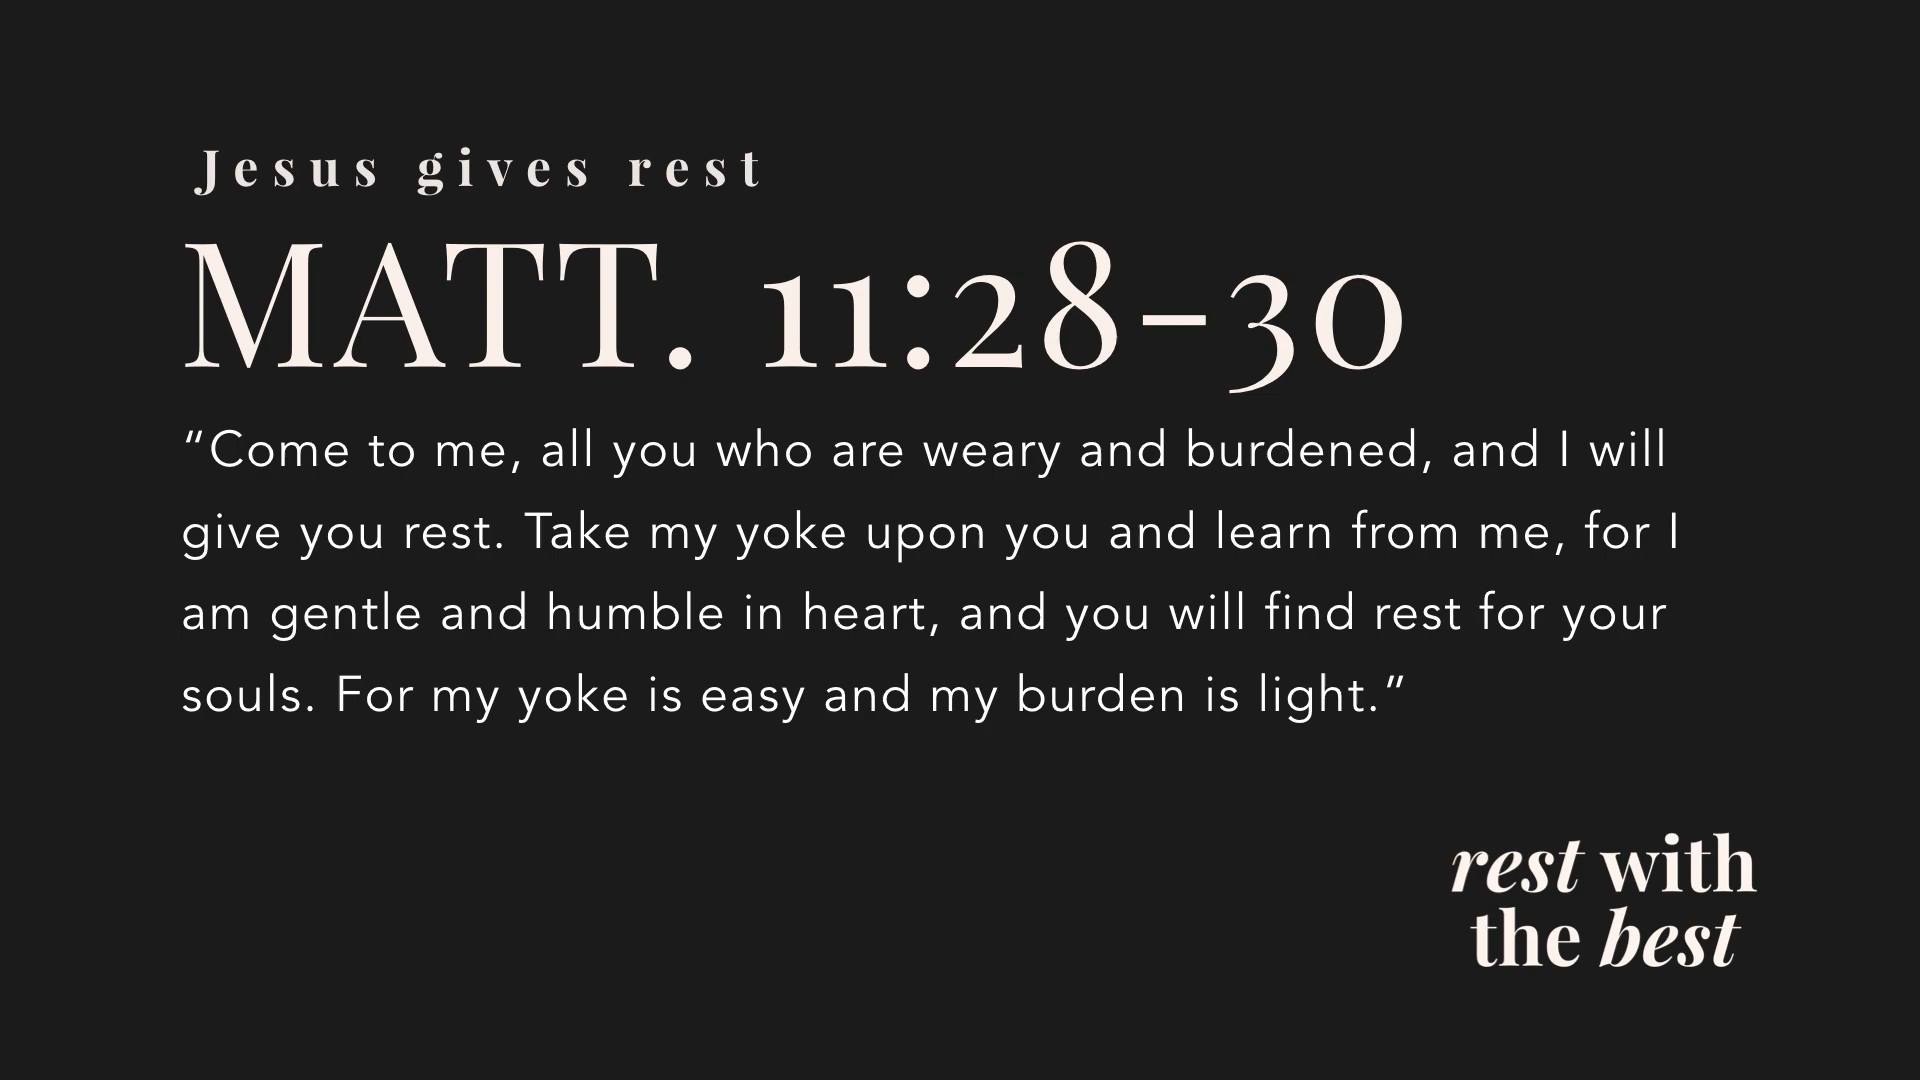 Jesus gives rest
MATT. 11:28-30
“Come to me, all you who are weary and burdened, and I will
give you rest. Take my yoke upon you and learn from me, for I
am gentle and humble in heart, and you will find rest for your
souls. For my yoke is easy and my burden is light.”
rest with
the best